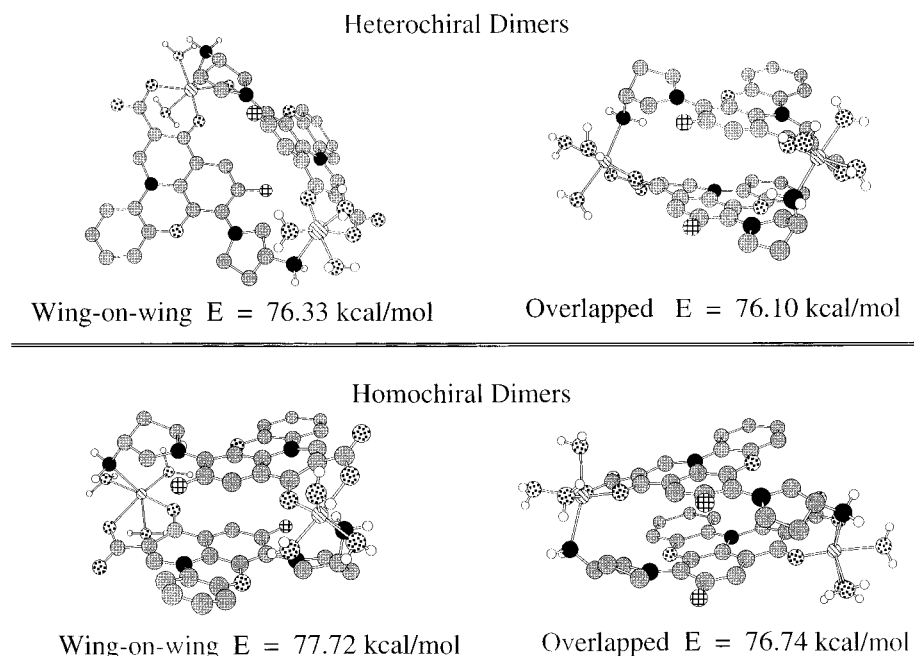 Heterochiral Dimers
Wing-on-wing E = 76.33 kcal/mol
Overlapped E = 76.10 kcal/mol
Homochiral Dimers
Wing-on-wing E = 77.72 kcal/mol
Overlapped E = 76.74 kcal/mol